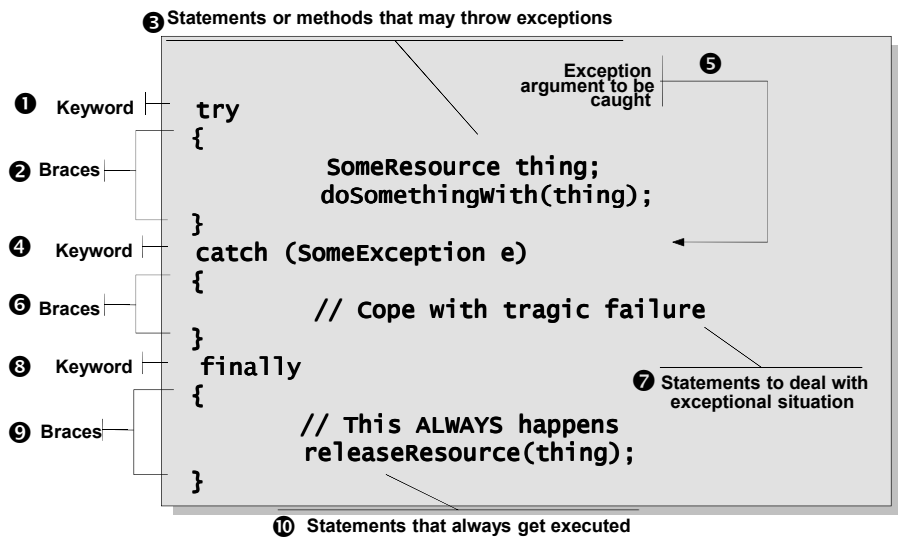 ❸ Statements or methods that may throw exceptions
❺
Exception
argument to be
caught
❶ Keyword
try
{
❷ Braces
SomeResource thing;
doSomethingWith(thing);
}
❹ Keyword
catch (SomeException e)
{
❻ Braces
// Cope with tragic failure
}
❽ Keyword
finally
❼ Statements to deal with
exceptional situation
{
❾ Braces
// This ALWAYS happens
releaseResource(thing);
}
❿ Statements that always get executed